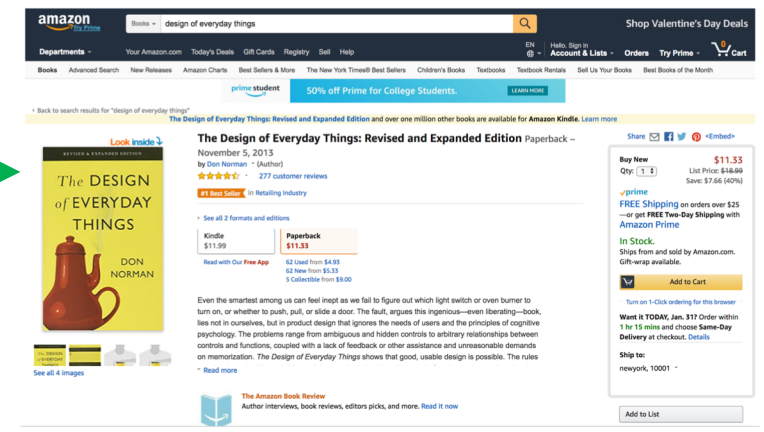 amazon
Try Prime
Books
design of everyday things
Shop Valentine's Day Deals
Departments
Your Amazon.com Today's Deals Gift Cards Registry Sell Help
EN
Hello. Sign in
Account & Lists
Orders
Try Prime
0
Cart
Books Advanced Search New Releases Amazon Charts Best Sellers & More The New York Times® Best Sellers Children's Books Textbooks Textbook Rentals Sell Us Your Books Best Books of the Month
prime student
50% off Prime for College Students.
LEARN MORE
‹ Back to search results for "design of everyday things"
The Design of Everyday Things: Revised and Expanded Edition and over one million other books are available for Amazon Kindle. Learn more
Look inside
REVISED & EXPANDED EDITION
The DESIGN
of EVERYDAY
THINGS
DON
NORMAN
See all 4 images
The Design of Everyday Things: Revised and Expanded Edition Paperback –
November 5, 2013
by Don Norman (Author)
277 customer reviews
#1 Best Seller in Retailing Industry
See all 2 formats and editions
Kindle
$11.99
Paperback
$11.33
Read with Our Free App
62 Used from $4.93
62 New from $5.33
5 Collectible from $9.00
Even the smartest among us can feel inept as we fail to figure out which light switch or oven burner to
turn on, or whether to push, pull, or slide a door. The fault, argues this ingenious—even liberating—book,
lies not in ourselves, but in product design that ignores the needs of users and the principles of cognitive
psychology. The problems range from ambiguous and hidden controls to arbitrary relationships between
controls and functions, coupled with a lack of feedback or other assistance and unreasonable demands
on memorization. The Design of Everyday Things shows that good, usable design is possible. The rules
Read more
The Amazon Book Review
Author interviews, book reviews, editors picks, and more. Read it now
Share <Embed>
Buy New
$11.33
Qty: 1
List Price: $18.99
Save: $7.66 (40%)
prime
FREE Shipping on orders over $25
—or get FREE Two-Day Shipping with
Amazon Prime
In Stock.
Ships from and sold by Amazon.com.
Gift-wrap available.
Add to Cart
Turn on 1-Click ordering for this browser
Want it TODAY, Jan. 31? Order within
1 hr 15 mins and choose Same-Day
Delivery at checkout. Details
Ship to:
newyork, 10001
Add to List